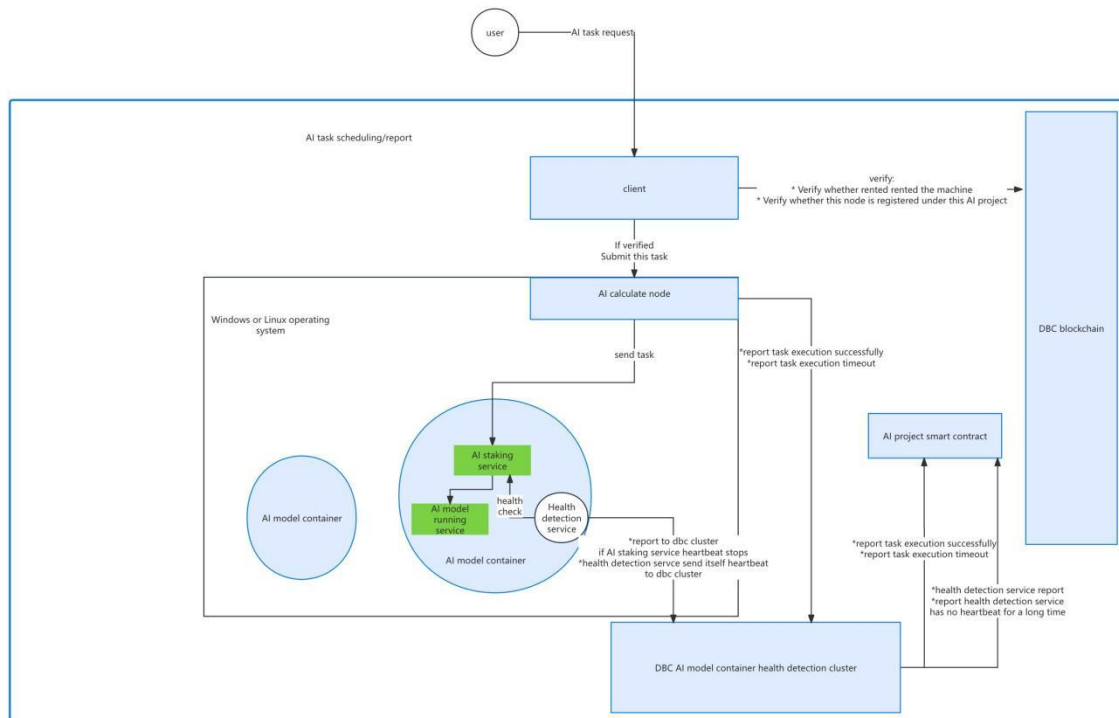 user
AI task request
AI task scheduling/report
client
verify:
* Verify whether rented rented the machine
* Verify whether this node is registered under this AI project
If verified
Submit this task
AI calculate node
Windows or Linux operating
system
DBC blockchain
send task
*report task execution successfully
*report task execution timeout
AI project smart contract
AI staking
service
AI model container
health
check
AI model
running
service
Health
detection
service
AI model container
*report to dbc cluster
if AI staking service heartbeat stops
*health detection servce send itself heartbeat
to dbc cluster
*report task execution successfully
*report task execution timeout
*health detection service report
*report health detection service
has no heartbeat for a long time
DBC AI model container health detection cluster